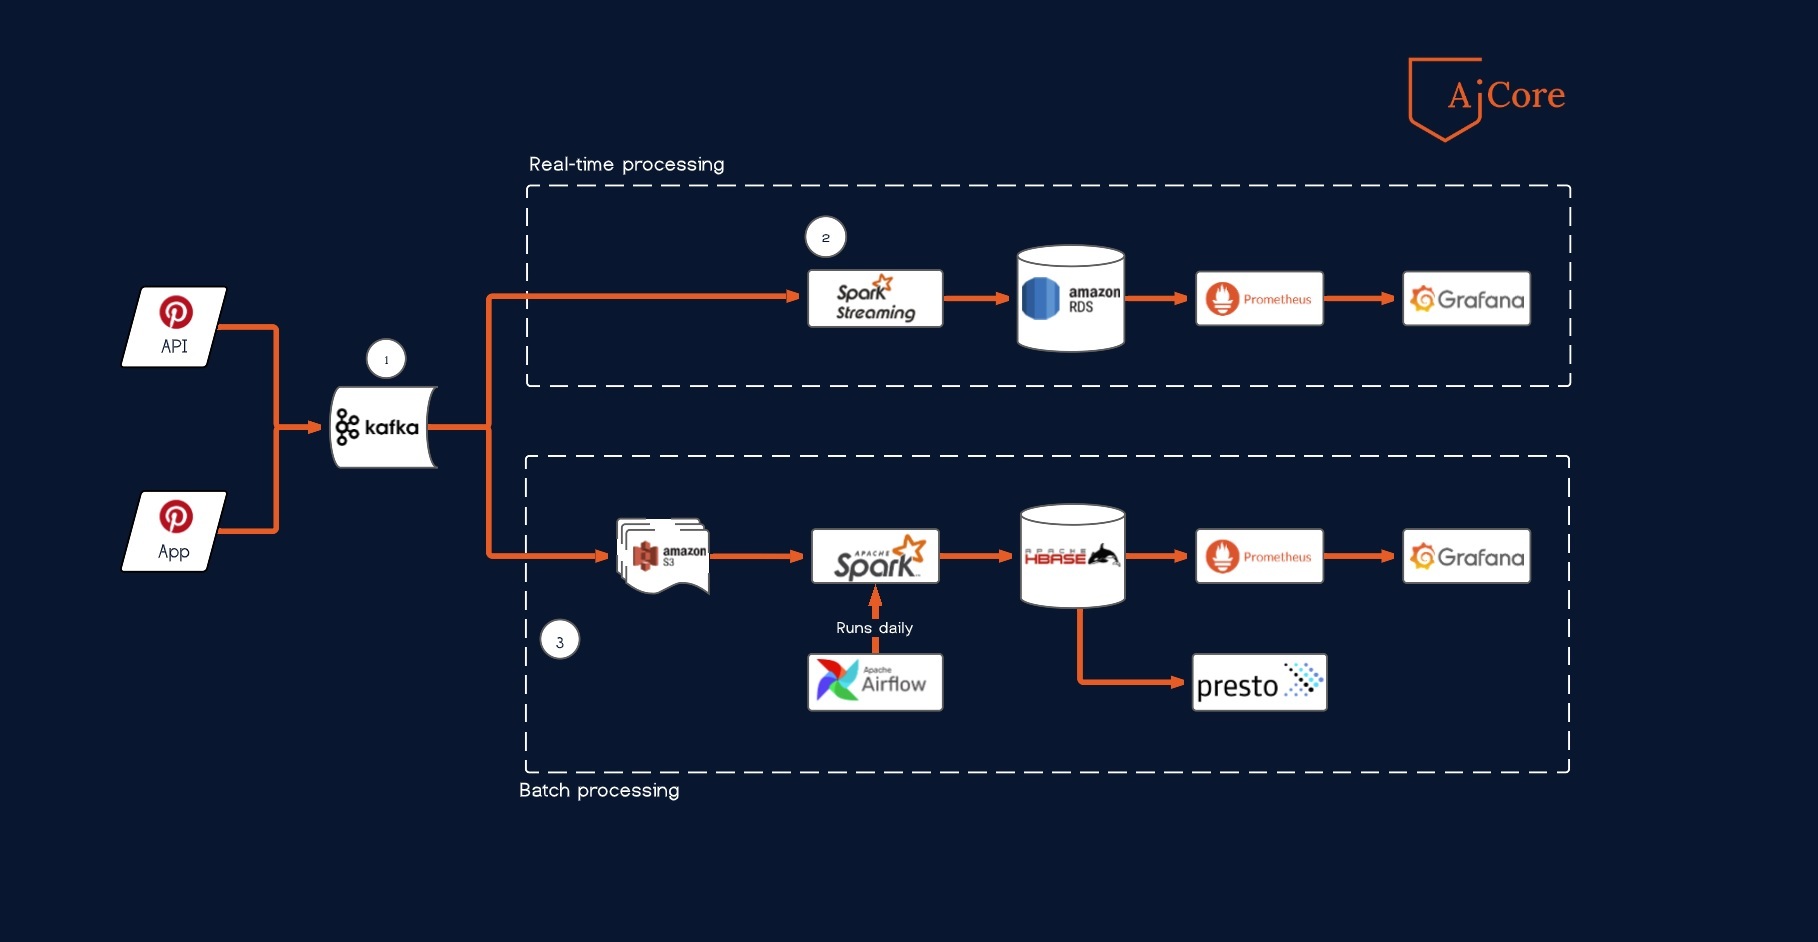 AiCore
Real-time processing
2
Spark
Streaming
amazon
RDS
Prometheus
Grafana
API
1
kafka
App
amazon
S3
APACHE
Spark
APACHE
HBASE
Prometheus
Grafana
3
Runs daily
Apache
Airflow
presto
Batch processing